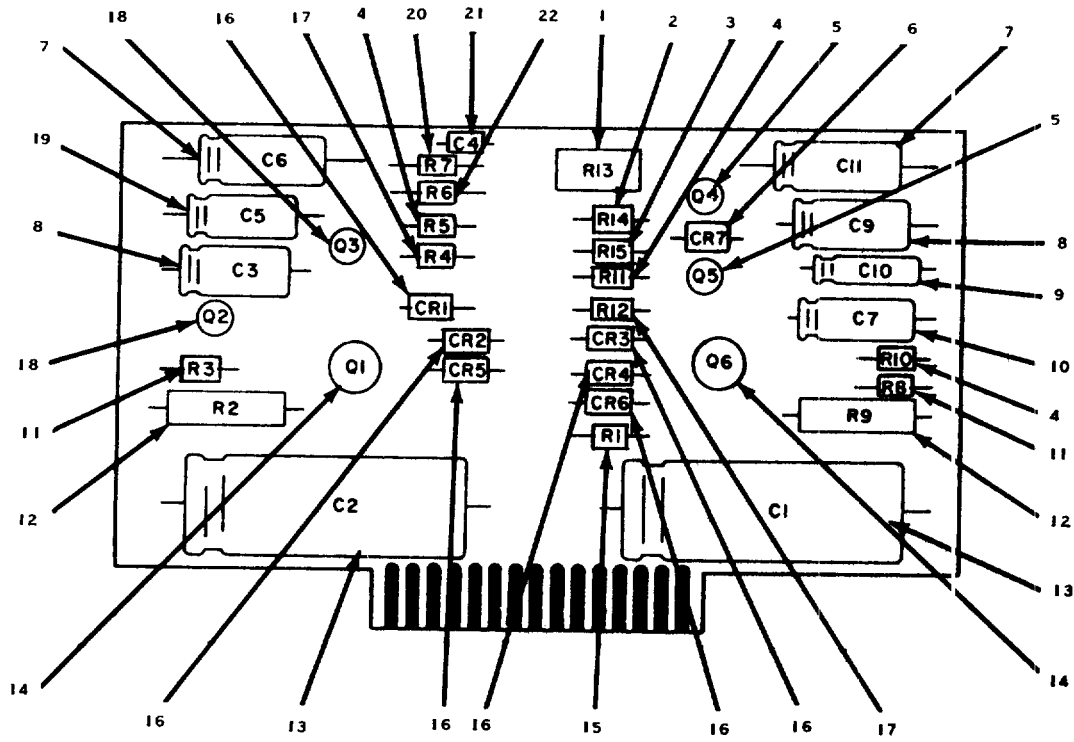 18 16 17 4 20 21 22 1 2 3 4 5 6 7
7
5
19
8
18
11
12
14
16
13
16
16
15
16
16
17
14
13
12
11
4
10
9
8
C6
C5
C3
Q3
Q2
R3
R2
Q1
C2
C4
R7
R6
R5
R4
CR1
CR2
CR5
R13
R14
R15
R11
R12
CR3
CR4
CR6
R1
Q4
CR7
Q5
Q6
C11
C9
C10
C7
R10
R8
R9
C1